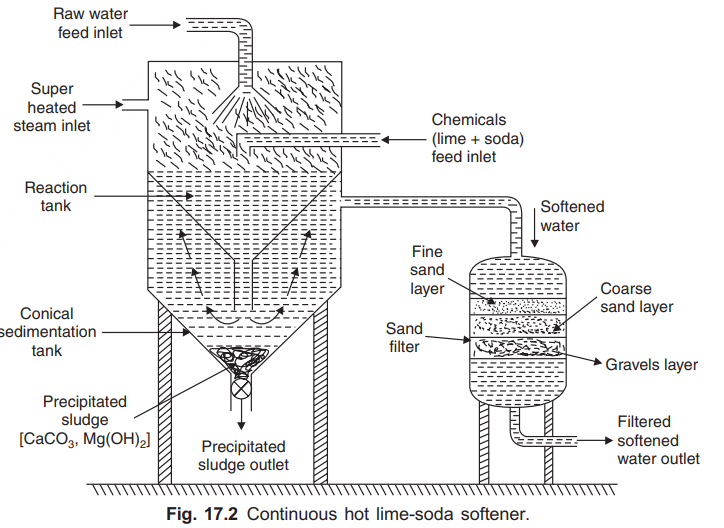 Raw water
feed inlet
Super
heated
steam inlet
Chemicals
(lime + soda)
feed inlet
Reaction
tank
Softened
water
Fine
sand
layer
Coarse
sand layer
Conical
sedimentation
tank
Sand
filter
Gravels layer
Precipitated
sludge
[CaCO₃, Mg(OH)₂]
Precipitated
sludge outlet
Filtered
softened
water outlet
Fig. 17.2 Continuous hot lime-soda softener.